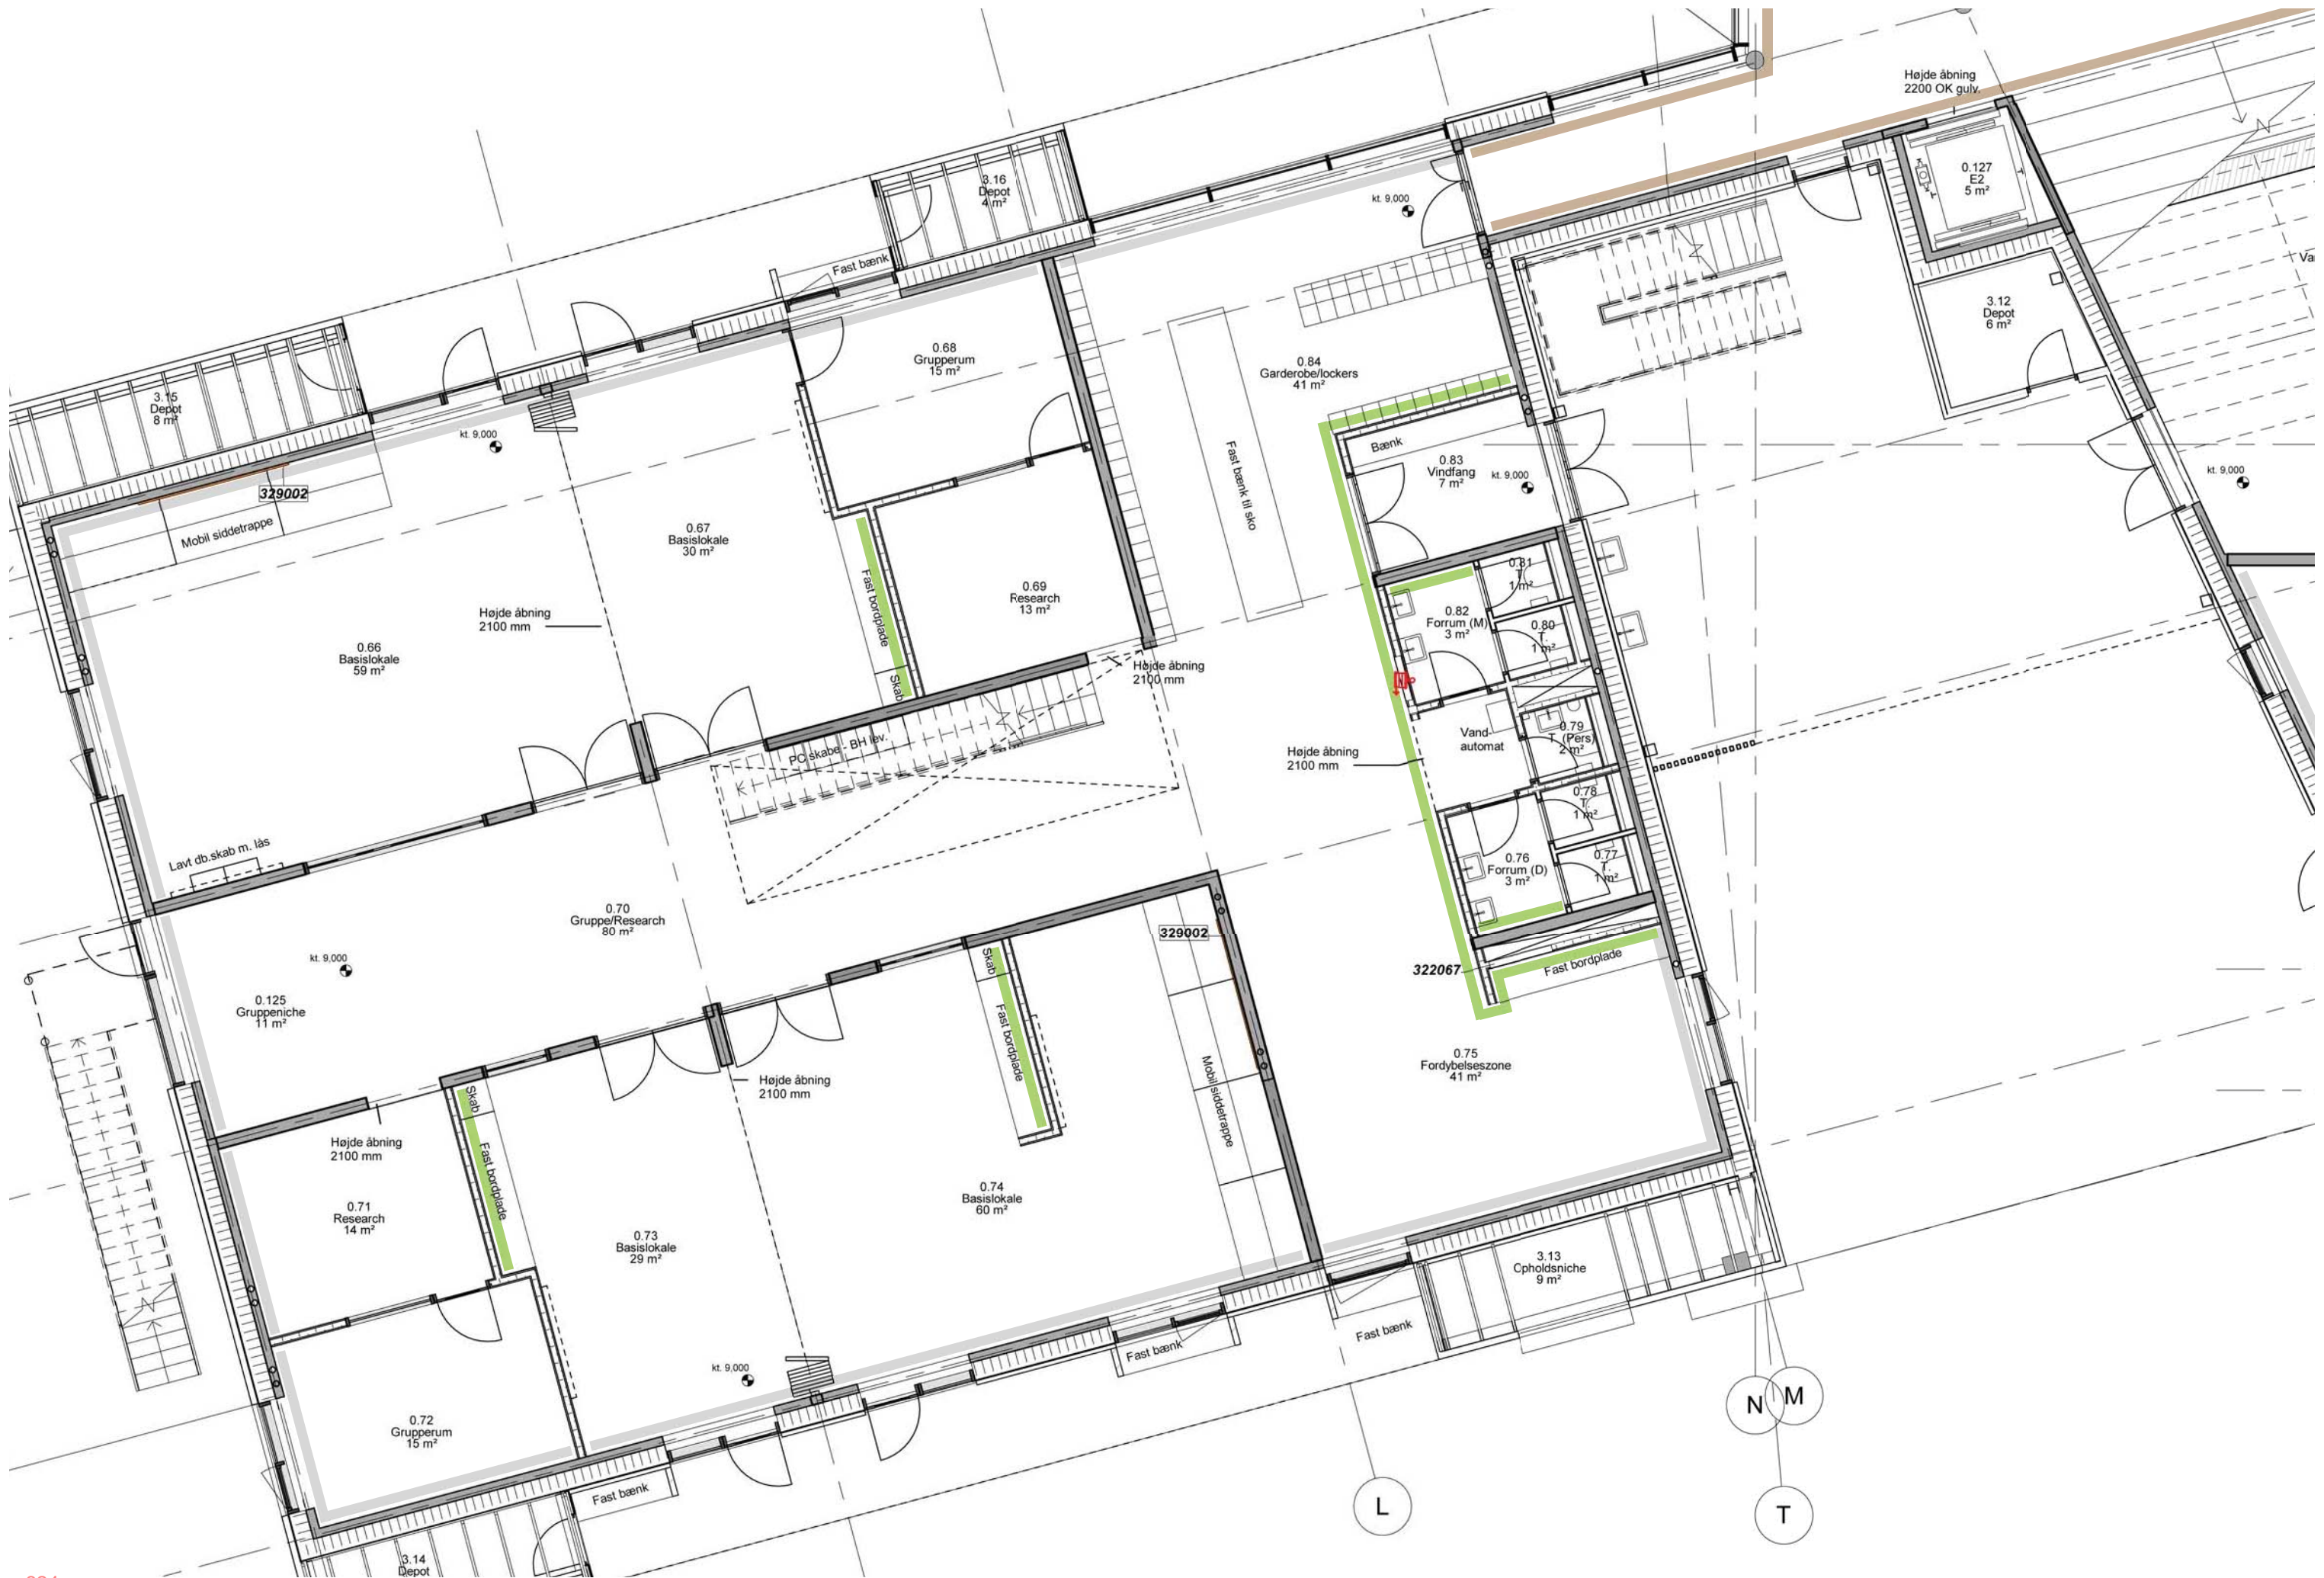 Højde åbning
2200 OK gulv.
0.127
E2
5 m²
3.16
Depot
4 m²
kt. 9,000
Fast bænk
3.12
Depot
6 m²
0.68
Grupperum
15 m²
0.84
Garderobe/lockers
41 m²
3.15
Depot
8 m²
kt. 9,000
Bænk
0.83
Vindfang
7 m²
kt. 9,000
kt. 9,000
329002
Mobil siddetrappe
Fast bænk til sko
0.67
Basislokale
30 m²
0.69
Research
13 m²
Fast bordplade
Skab
0.81
T.
1 m²
0.82
Forrum (M)
3 m²
0.80
T.
1 m²
Højde åbning
2100 mm
0.66
Basislokale
59 m²
Højde åbning
2100 mm
PC skabe - BH lev.
Vand-
automat
0.79
T. (Pers)
2 m²
Højde åbning
2100 mm
0.78
T.
1 m²
Lavt db.skab m. lås
0.76
Forrum (D)
3 m²
0.77
T.
1 m²
0.70
Gruppe/Research
80 m²
329002
322067
Fast bordplade
kt. 9,000
0.125
Gruppeniche
11 m²
Skab
Fast bordplade
0.75
Fordybelseszone
41 m²
Højde åbning
2100 mm
Mobil siddetrappe
Skab
Fast bordplade
Højde åbning
2100 mm
0.71
Research
14 m²
0.74
Basislokale
60 m²
0.73
Basislokale
29 m²
3.13
Opholdsniche
9 m²
Fast bænk
Fast bænk
kt. 9,000
N
M
0.72
Grupperum
15 m²
Fast bænk
L
T
3.14
Depot